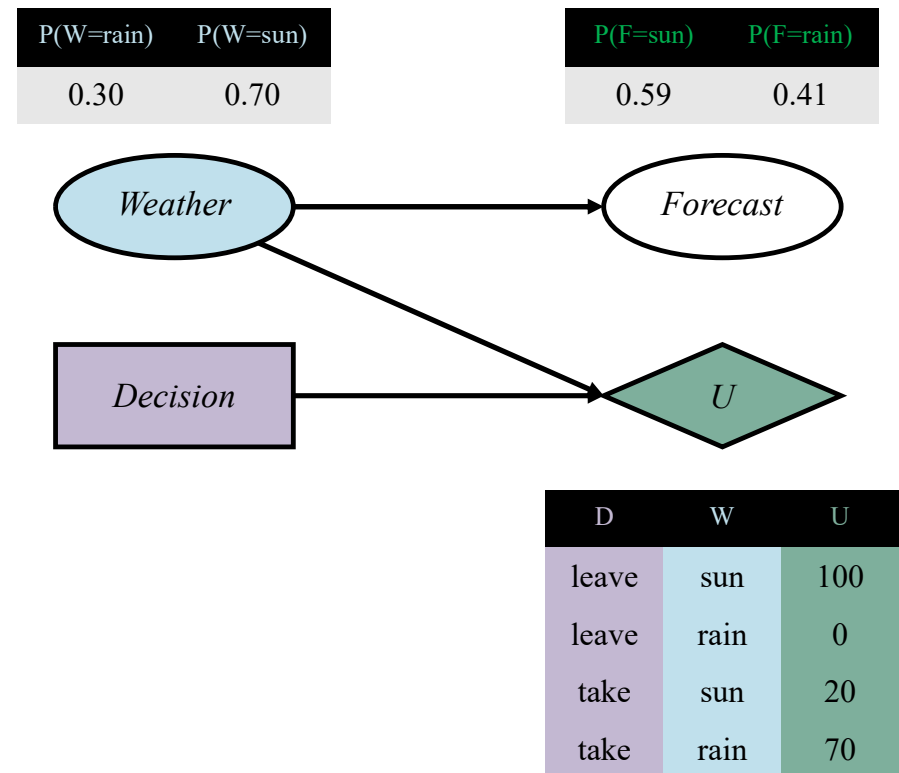 P(W=rain) P(W=sun)
0.30 0.70
P(F=sun) P(F=rain)
0.59 0.41
Weather
Forecast
Decision
U
D W U
leave sun 100
leave rain 0
take sun 20
take rain 70